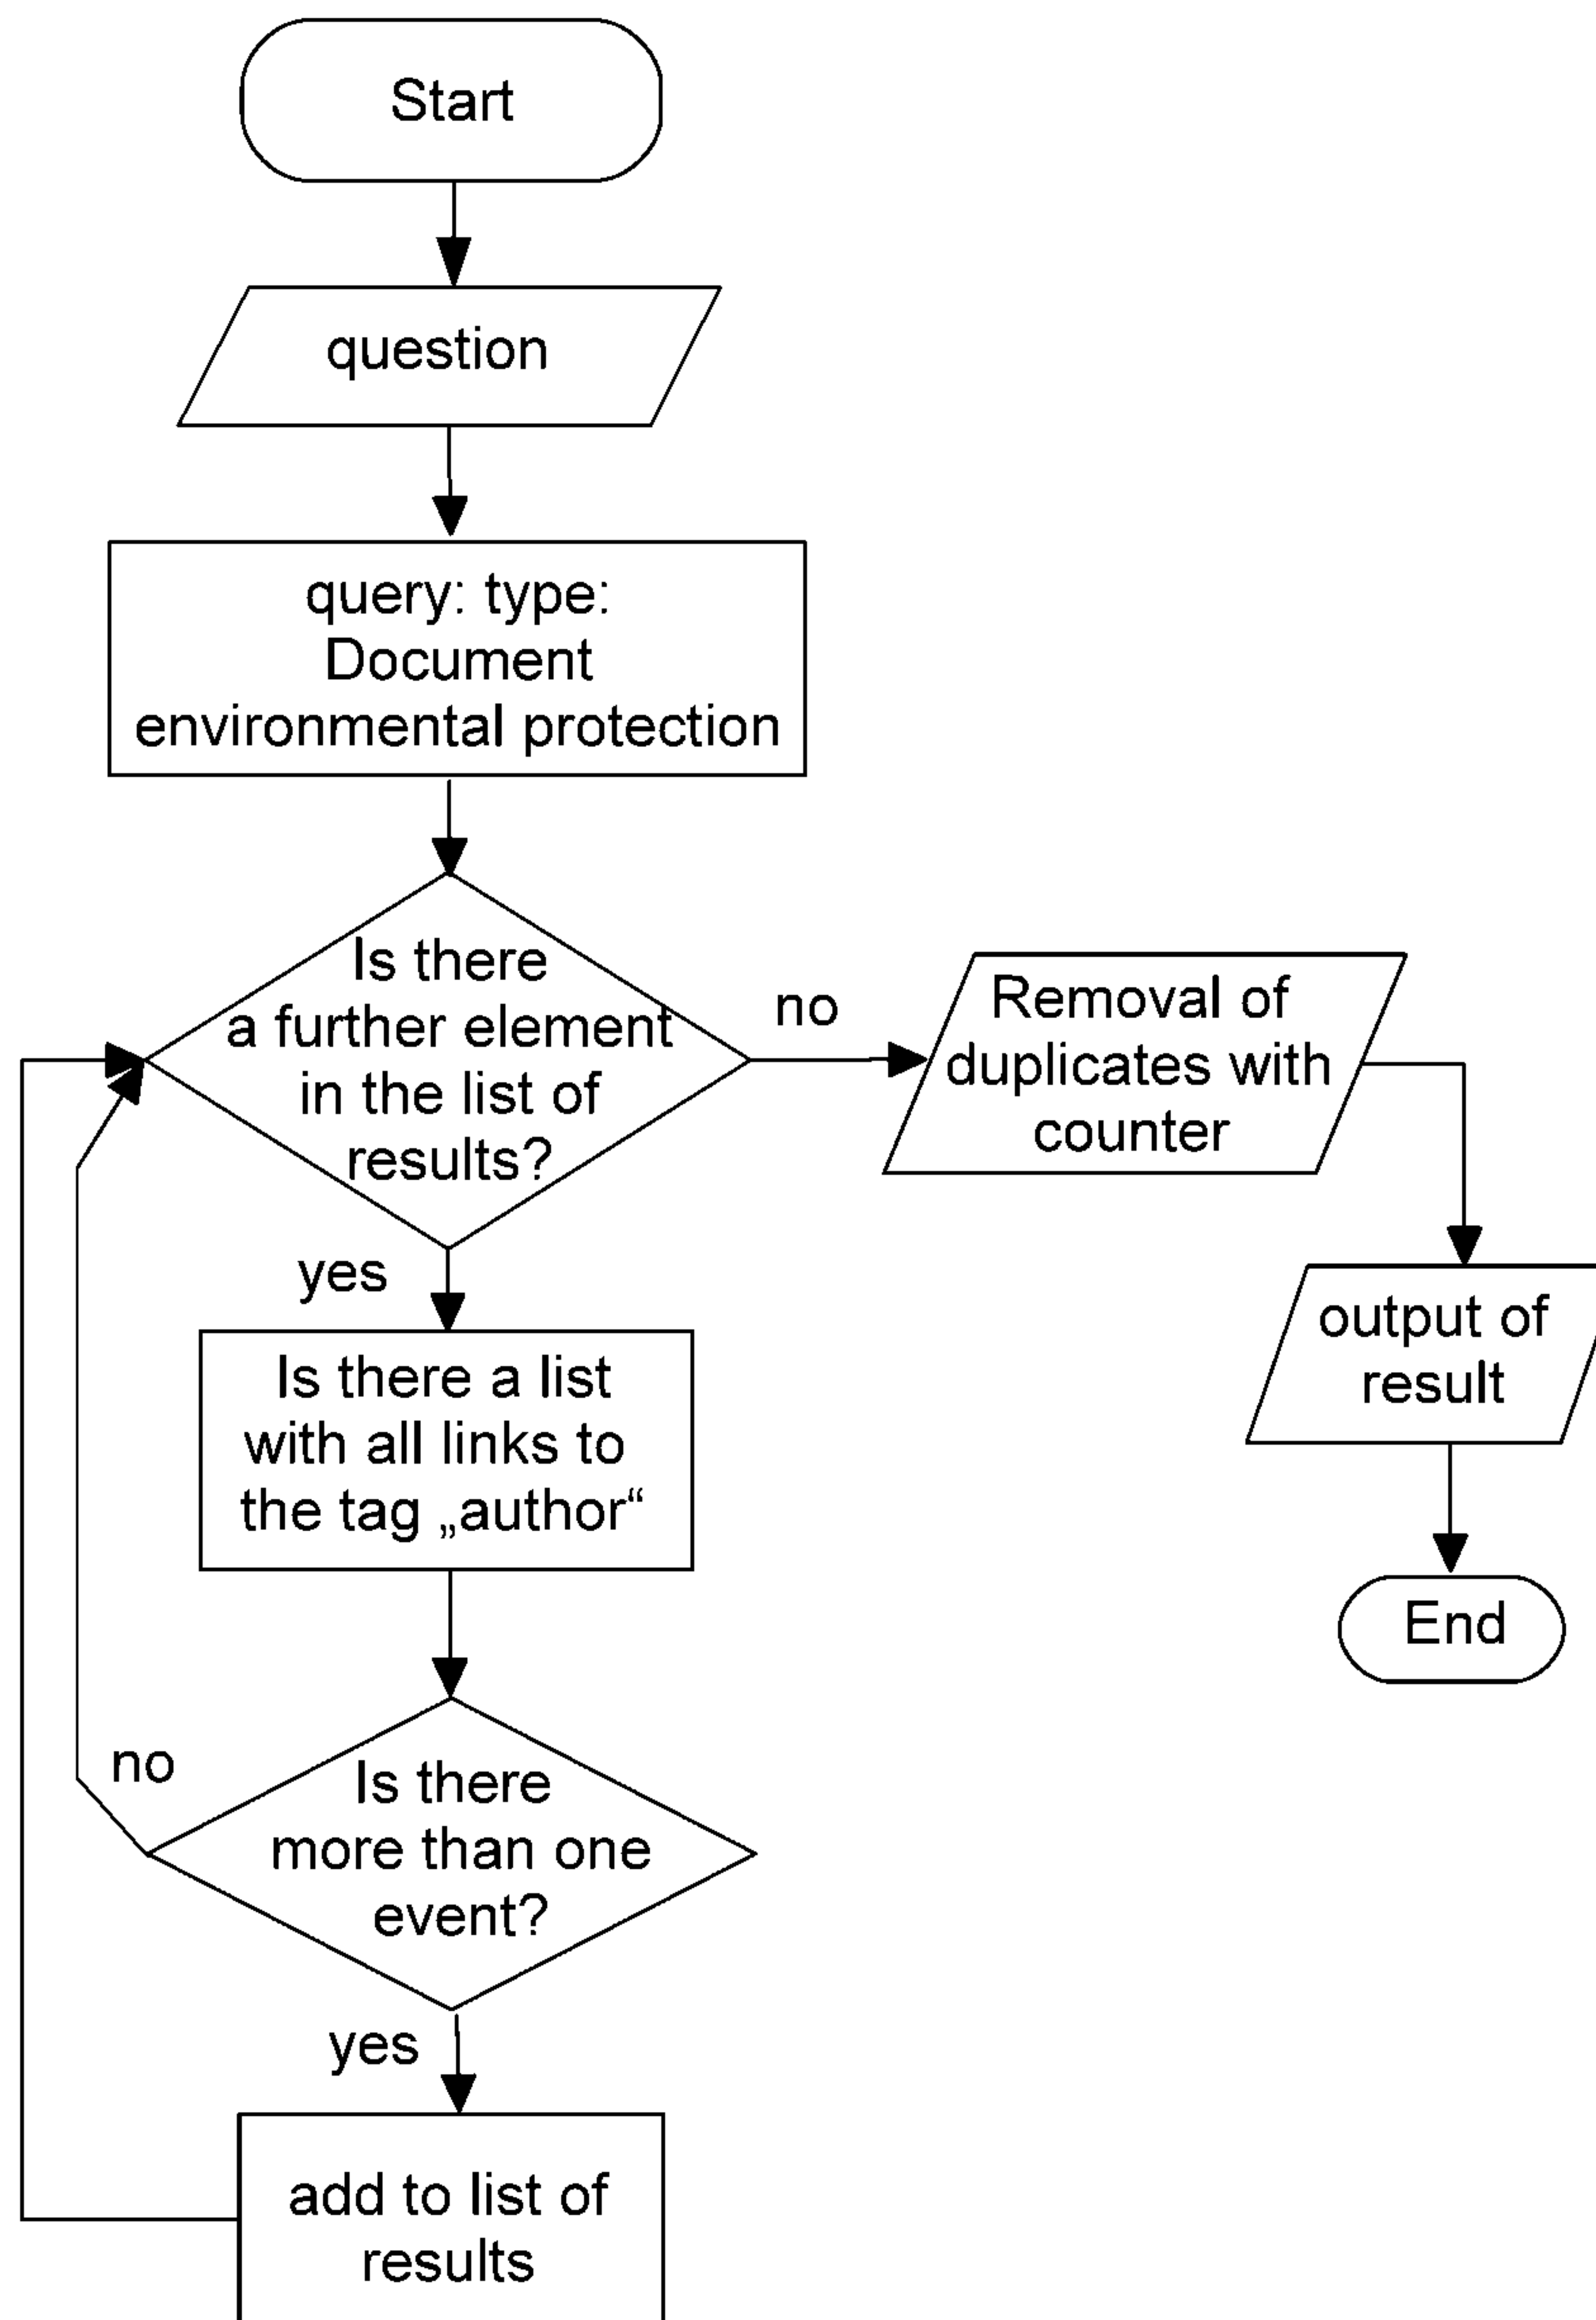 Start
question
query: type:
Document
environmental protection
Is there
a further element
in the list of
results?
no
Removal of
duplicates with
counter
yes
output of
result
Is there a list
with all links to
the tag „author“
End
no
Is there
more than one
event?
yes
add to list of
results